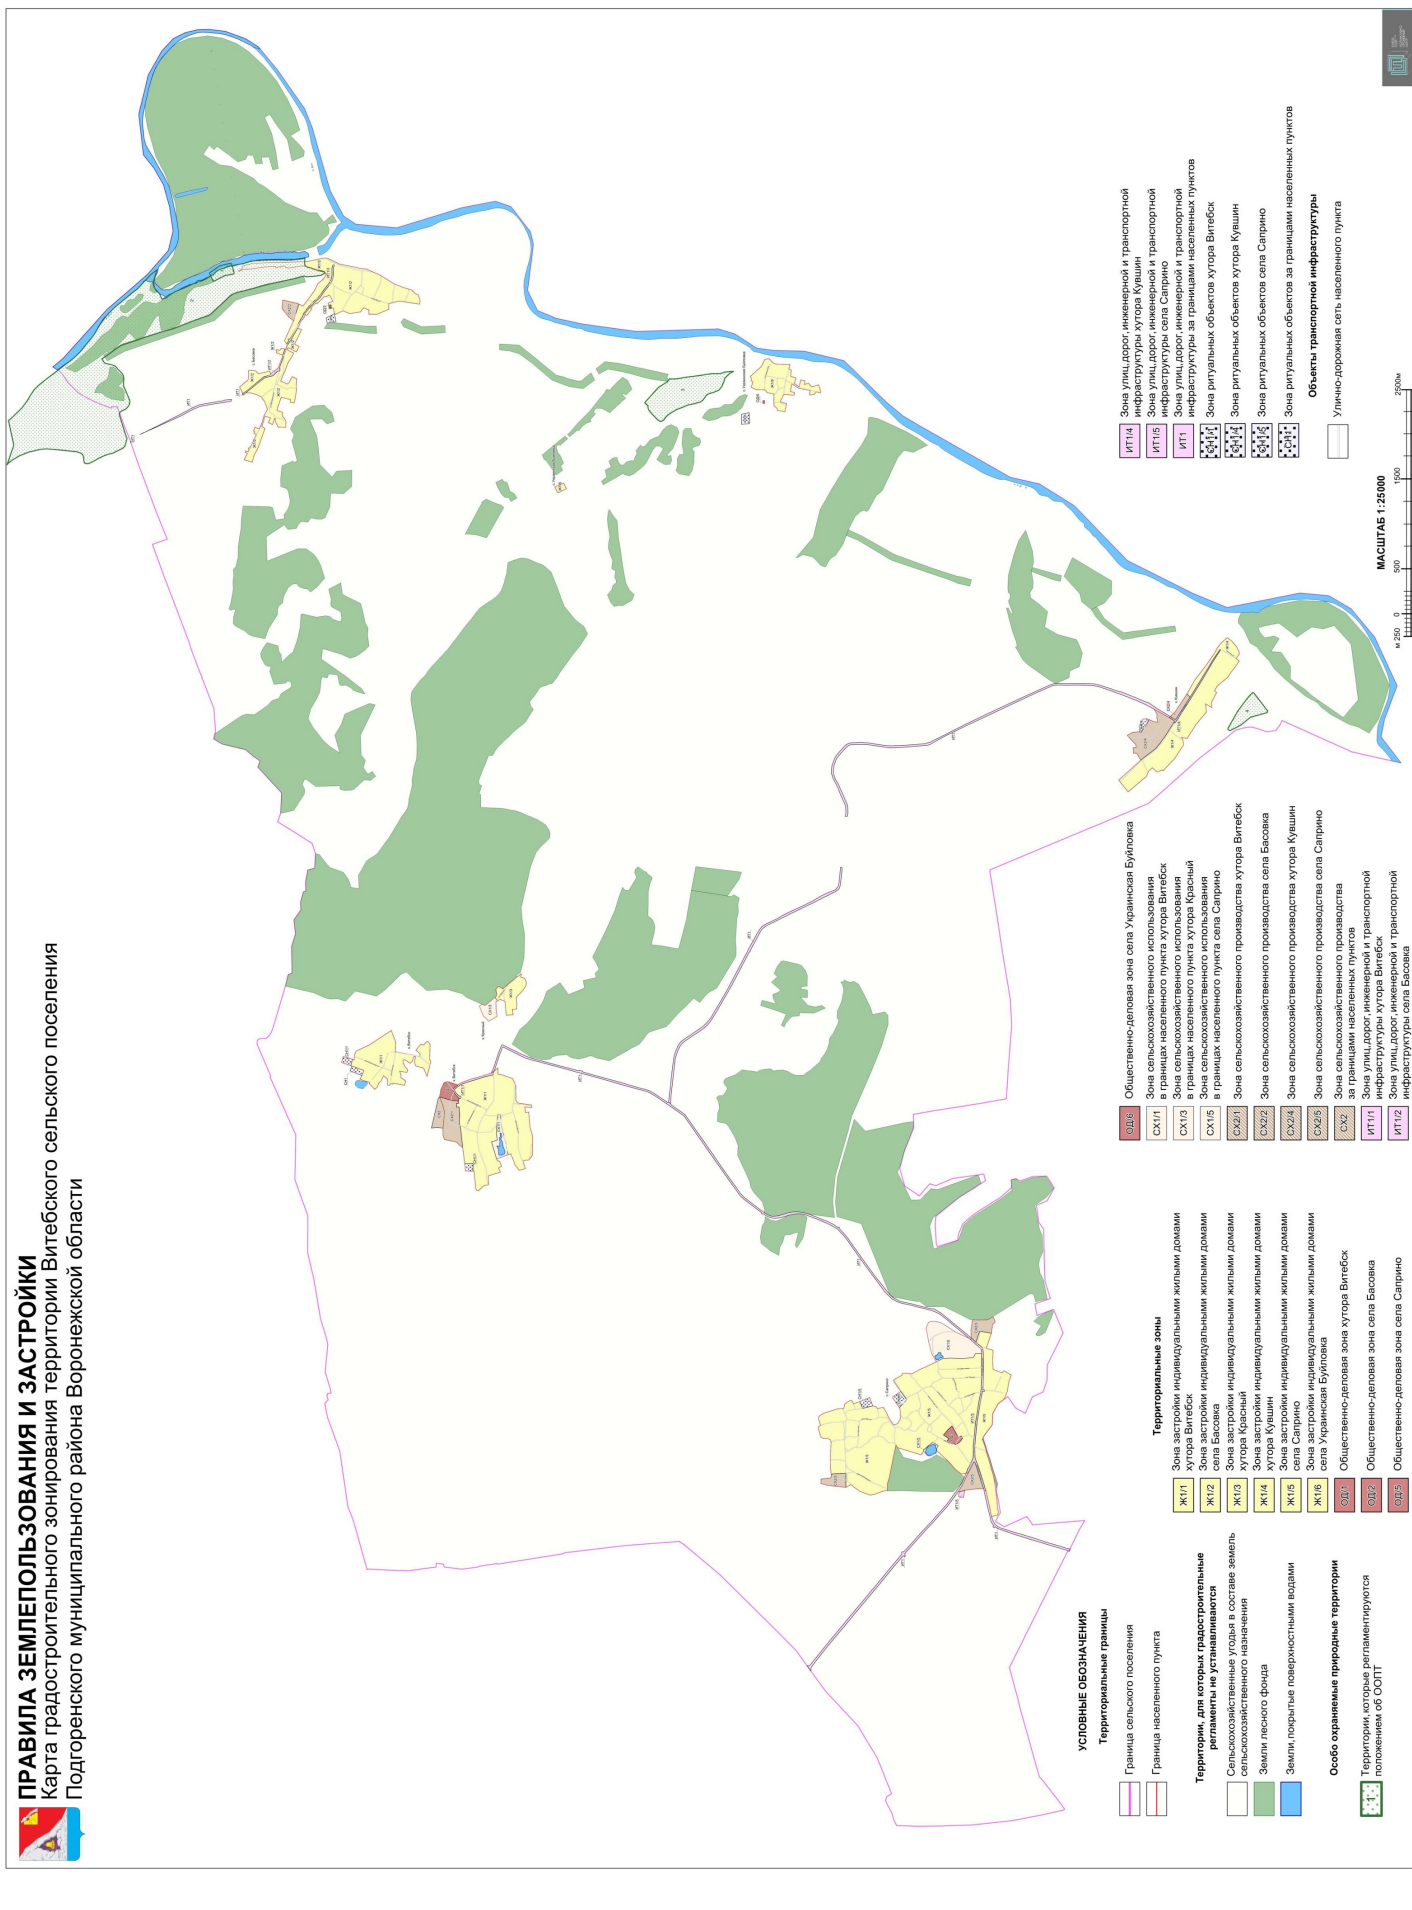 ПРАВИЛА ЗЕМЛЕПОЛЬЗОВАНИЯ И ЗАСТРОЙКИ
Карта градостроительного зонирования территории Витебского сельского поселения
Подгоренского муниципального района Воронежской области
УСЛОВНЫЕ ОБОЗНАЧЕНИЯ
Территориальные границы
Граница сельского поселения
Граница населенного пункта
Территории, для которых градостроительные
регламенты не устанавливаются
Сельскохозяйственные угодья в составе земель
сельскохозяйственного назначения
Земли лесного фонда
Земли, покрытые поверхностными водами
Особо охраняемые природные территории
1 Территории, которые регламентируются
положением об ООПТ
Территориальные зоны
Ж1/1 Зона застройки индивидуальными жилыми домами
хутора Витебск
Ж1/2 Зона застройки индивидуальными жилыми домами
села Басовка
Ж1/3 Зона застройки индивидуальными жилыми домами
хутора Красный
Ж1/4 Зона застройки индивидуальными жилыми домами
хутора Кувшин
Ж1/5 Зона застройки индивидуальными жилыми домами
села Саприно
Ж1/6 Зона застройки индивидуальными жилыми домами
села Украинская Буйловка
ОД/1 Общественно-деловая зона хутора Витебск
ОД/2 Общественно-деловая зона села Басовка
ОД/5 Общественно-деловая зона села Саприно
ОД/6 Общественно-деловая зона села Украинская Буйловка
СХ1/1 Зона сельскохозяйственного использования
в границах населенного пункта хутора Витебск
СХ1/3 Зона сельскохозяйственного использования
в границах населенного пункта хутора Красный
СХ1/5 Зона сельскохозяйственного использования
в границах населенного пункта села Саприно
СХ2/1 Зона сельскохозяйственного производства хутора Витебск
СХ2/2 Зона сельскохозяйственного производства села Басовка
СХ2/4 Зона сельскохозяйственного производства хутора Кувшин
СХ2/5 Зона сельскохозяйственного производства села Саприно
СХ2 Зона сельскохозяйственного производства
за границами населенных пунктов
ИТ1/1 Зона улиц, дорог, инженерной и транспортной
инфраструктуры хутора Витебск
ИТ1/2 Зона улиц, дорог, инженерной и транспортной
инфраструктуры села Басовка
ИТ1/4 Зона улиц, дорог, инженерной и транспортной
инфраструктуры хутора Кувшин
ИТ1/5 Зона улиц, дорог, инженерной и транспортной
инфраструктуры села Саприно
ИТ1 Зона улиц, дорог, инженерной и транспортной
инфраструктуры за границами населенных пунктов
СН1/1 Зона ритуальных объектов хутора Витебск
СН1/4 Зона ритуальных объектов хутора Кувшин
СН1/5 Зона ритуальных объектов села Саприно
СН1 Зона ритуальных объектов за границами населенных пунктов
Объекты транспортной инфраструктуры
Улично-дорожная сеть населенного пункта
МАСШТАБ 1:25000
м 250 0 500 1500 2500м